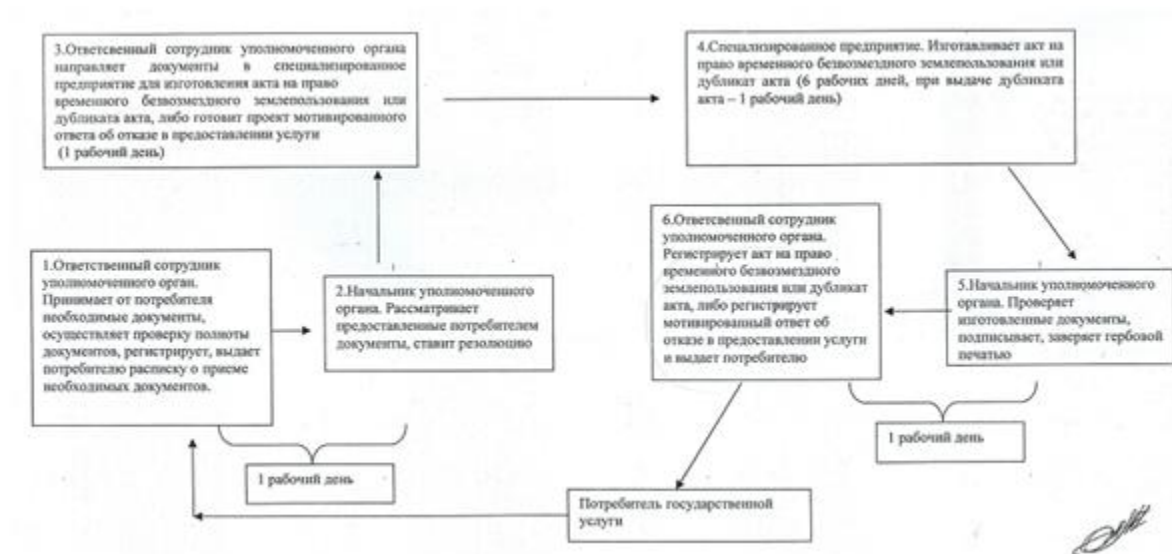 3.Ответсвенный сотрудник уполномоченного органа
направляет документы в специализированное
предприятие для изготовления акта на право
временного безвозмездного землепользования или
дубликата акта, либо готовит проект мотивированного
ответа об отказе в предоставлении услуги
(1 рабочий день)
4.Спецализированное предприятие. Изготавливает акт на
право временного безвозмездного землепользования или
дубликат акта (6 рабочих дней, при выдаче дубликата
акта – 1 рабочий день)
1.Ответственный сотрудник
уполномоченного орган.
Принимает от потребителя
необходимые документы,
осуществляет проверку полноты
документов, регистрирует, выдает
потребителю расписку о приеме
необходимых документов.
2.Начальник уполномоченного
органа. Рассматривает
предоставленные потребителем
документы, ставит резолюцию
6.Ответсвенный сотрудник
уполномоченного органа.
Регистрирует акт на право
временного безвозмездного
землепользования или дубликат
акта, либо регистрирует
мотивированный ответ об
отказе в предоставлении услуги
и выдает потребителю
5.Начальник уполномоченного
органа. Проверяет
изготовленные документы,
подписывает, заверяет гербовой
печатью
1 рабочий день
1 рабочий день
Потребитель государственной
услуги